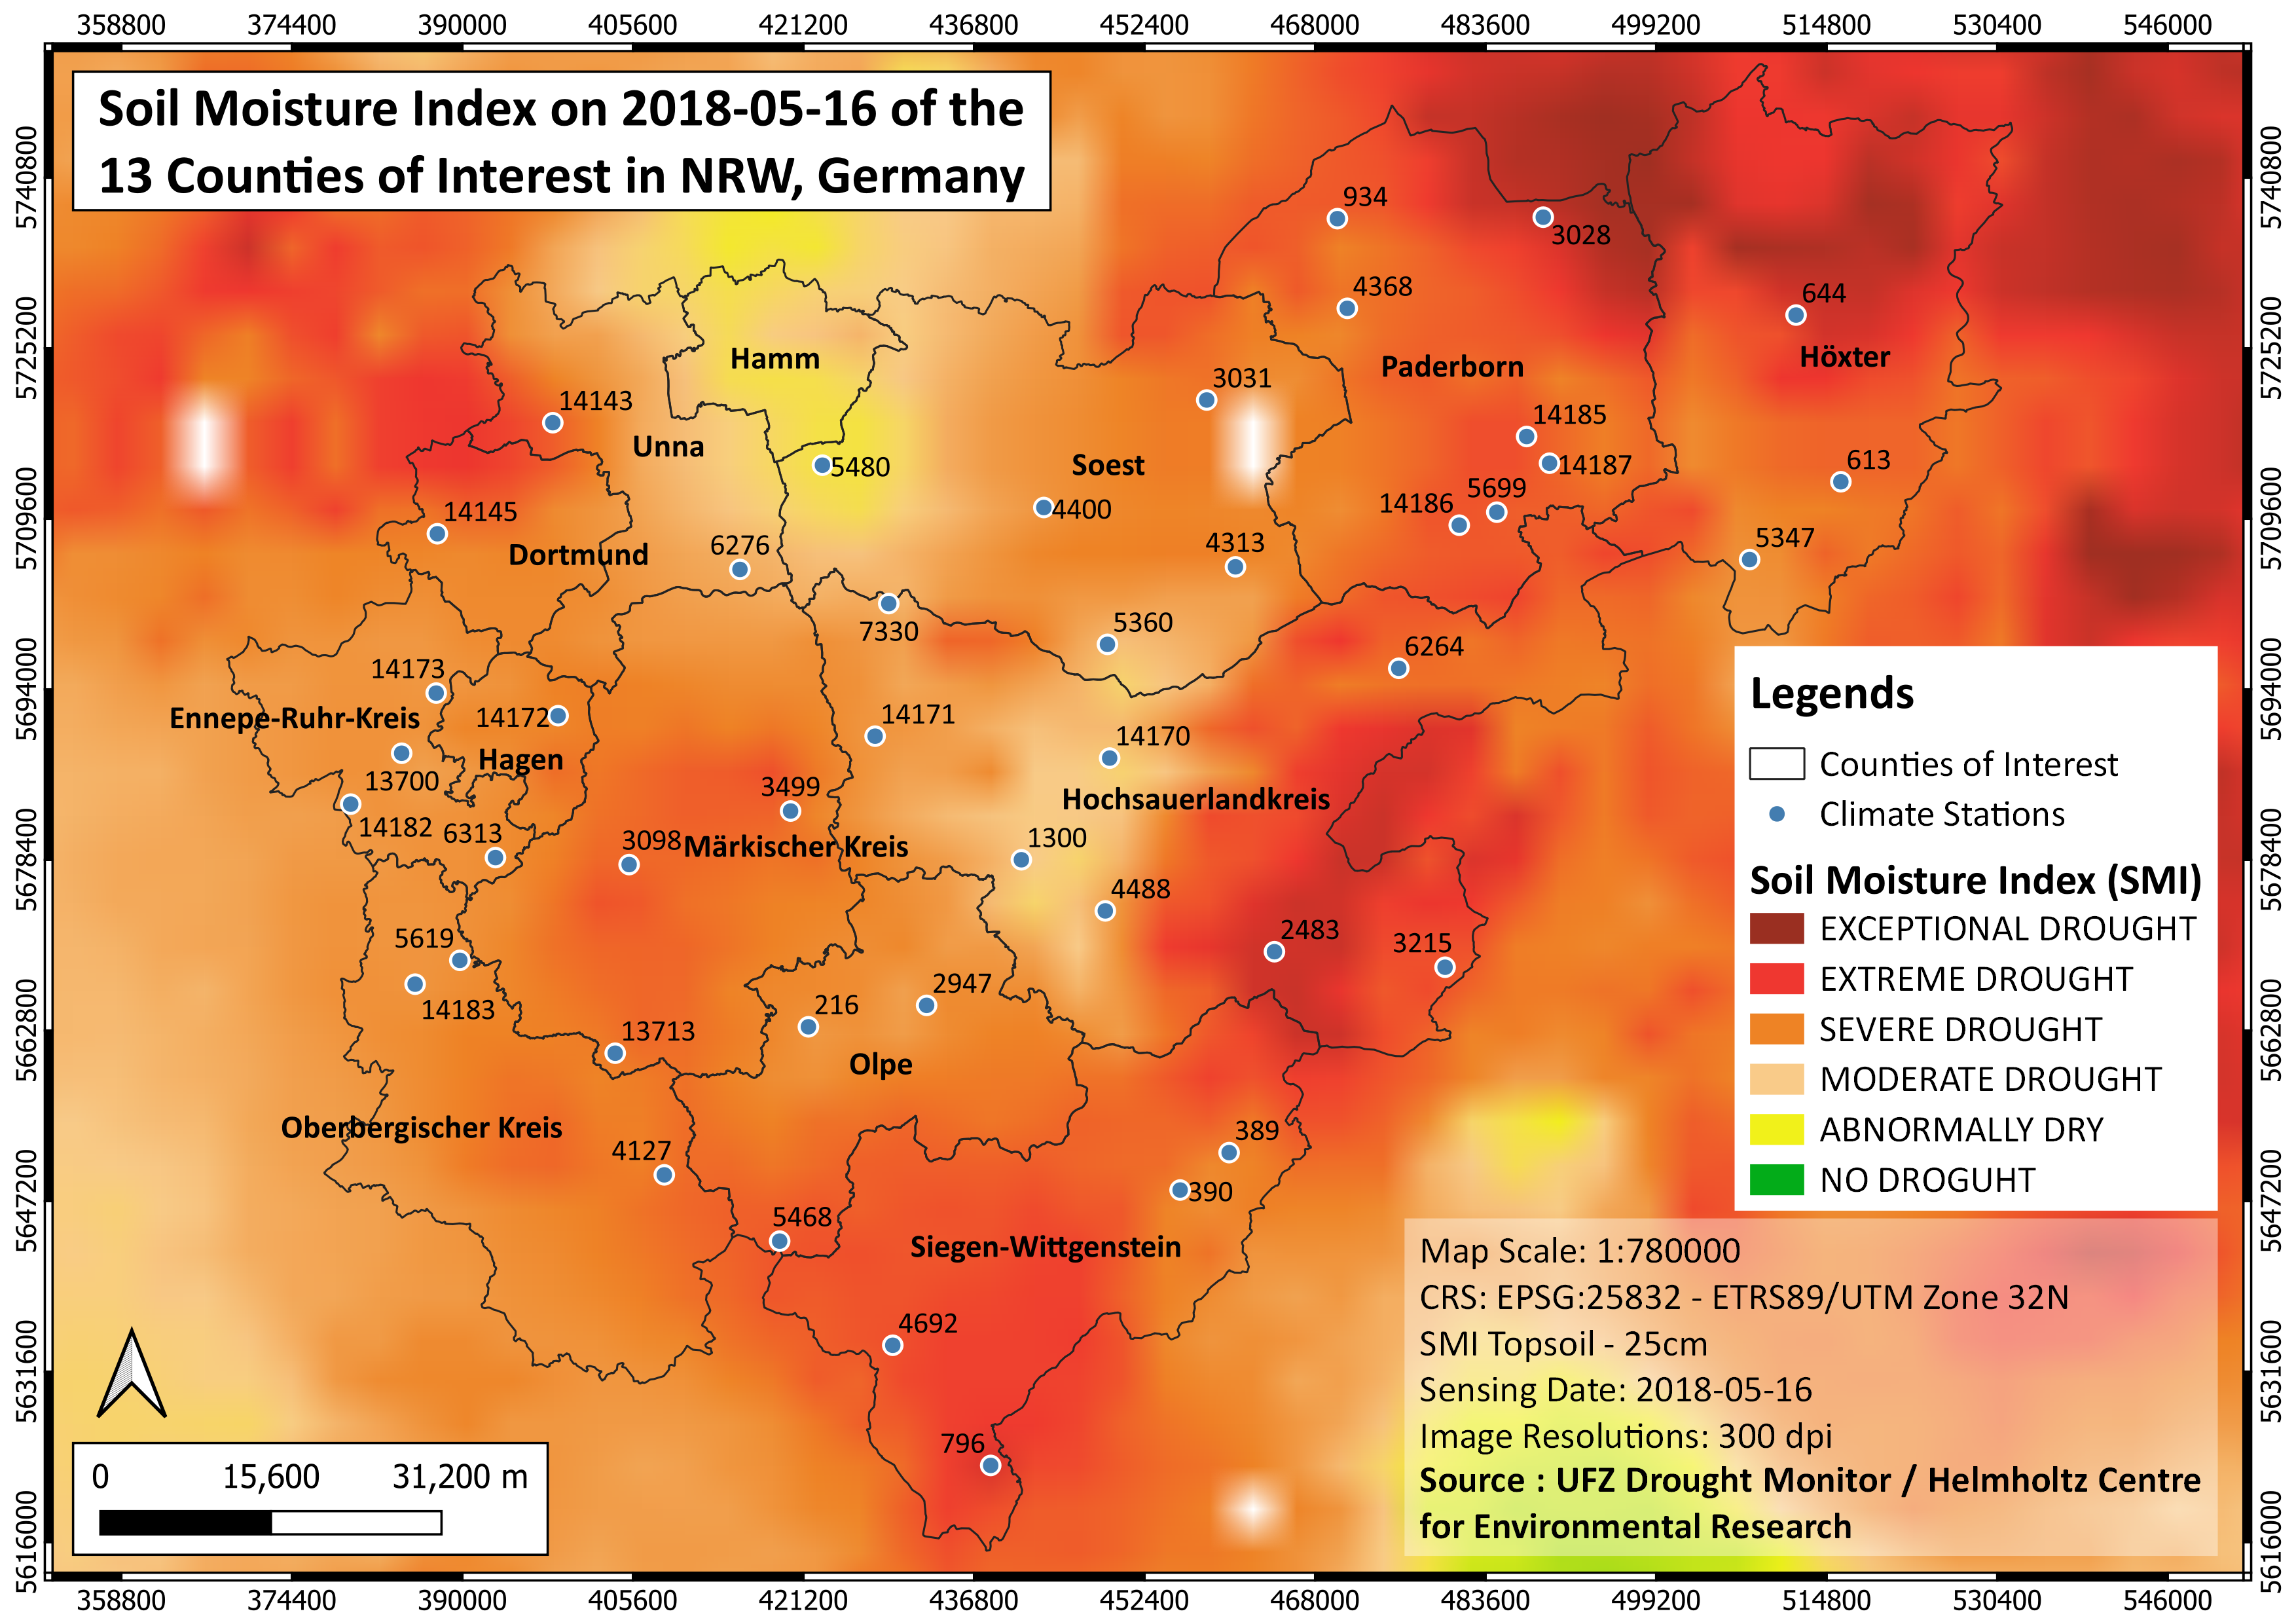 358800 374400 390000 405600 421200 436800 452400 468000 483600 499200 514800 530400 546000
Soil Moisture Index on 2018-05-16 of the
13 Counties of Interest in NRW, Germany
5740800 5740800
934
3028
4368
644
5725200 5725200
Hamm
Höxter
Paderborn
3031
14143
14185
Unna
5480
Soest
14187
613
14145
4400
14186
5699
5709600 5709600
Dortmund
6276
4313
5347
7330
5360
6264
14173
5694000 5694000
Ennepe-Ruhr-Kreis
14172
14171
14170
Hagen
13700
3499
Hochsauerlandkreis
14182
6313
3098
Märkischer Kreis
1300
5678400 5678400
4488
5619
2483
3215
14183
216
2947
5662800 5662800
13713
Olpe
Oberbergischer Kreis
4127
389
390
5647200 5647200
5468
Siegen-Wittgenstein
4692
5631600 5631600
796
5616000 5616000
Legends
Counties of Interest
Climate Stations
Soil Moisture Index (SMI)
EXCEPTIONAL DROUGHT
EXTREME DROUGHT
SEVERE DROUGHT
MODERATE DROUGHT
ABNORMALLY DRY
NO DROGUHT
Map Scale: 1:780000
CRS: EPSG:25832 - ETRS89/UTM Zone 32N
SMI Topsoil - 25cm
Sensing Date: 2018-05-16
Image Resolutions: 300 dpi
Source : UFZ Drought Monitor / Helmholtz Centre
for Environmental Research
0 15,600 31,200 m
358800 374400 390000 405600 421200 436800 452400 468000 483600 499200 514800 530400 546000